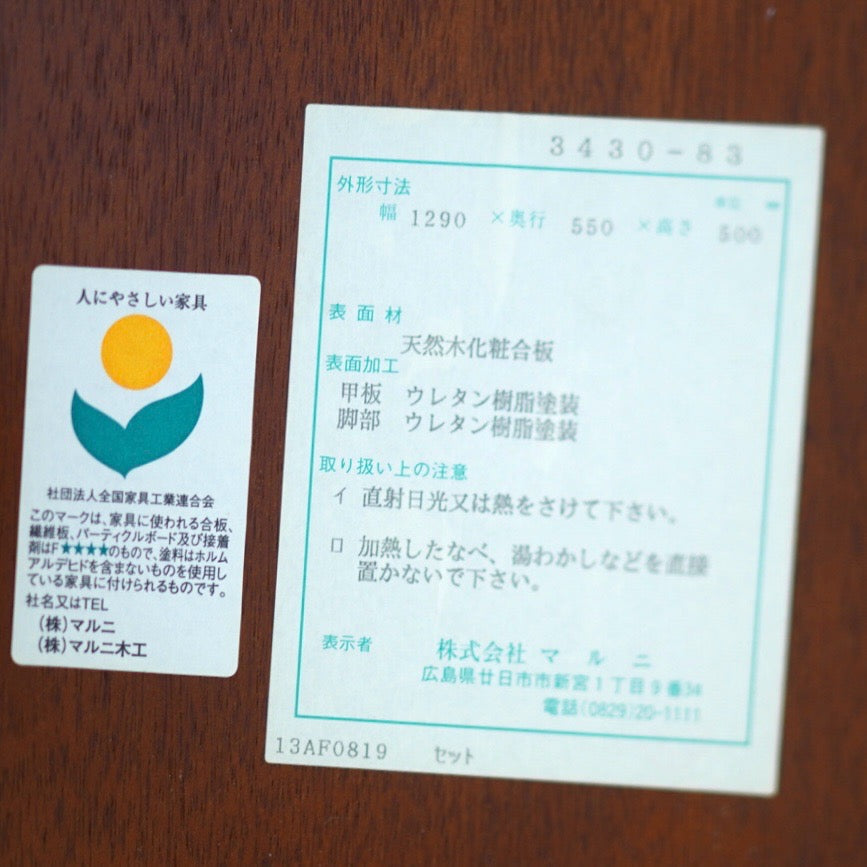 人にやさしい家具
社団法人全国家具工業連合会
このマークは、家具に使われる合板、
繊維板、パーティクルボード及び接着
剤はF★★★★のもので、塗料はホルム
アルデヒドを含まないものを使用し
ている家具に付けられるものです。
社名又はTEL
(株)マルニ
(株)マルニ木工
3430-83
外形寸法
単位
幅 1290 ×奥行 550 ×高さ 500
表面材
天然木化粧合板
表面加工
甲板 ウレタン樹脂塗装
脚部 ウレタン樹脂塗装
取り扱い上の注意
イ 直射日光又は熱をさけて下さい。
ロ 加熱したなべ、湯わかしなどを直接
置かないで下さい。
表示者 株式会社 マルニ
広島県廿日市市新宮1丁目9番34
電話(0829)20-1111
13AF0819 セット